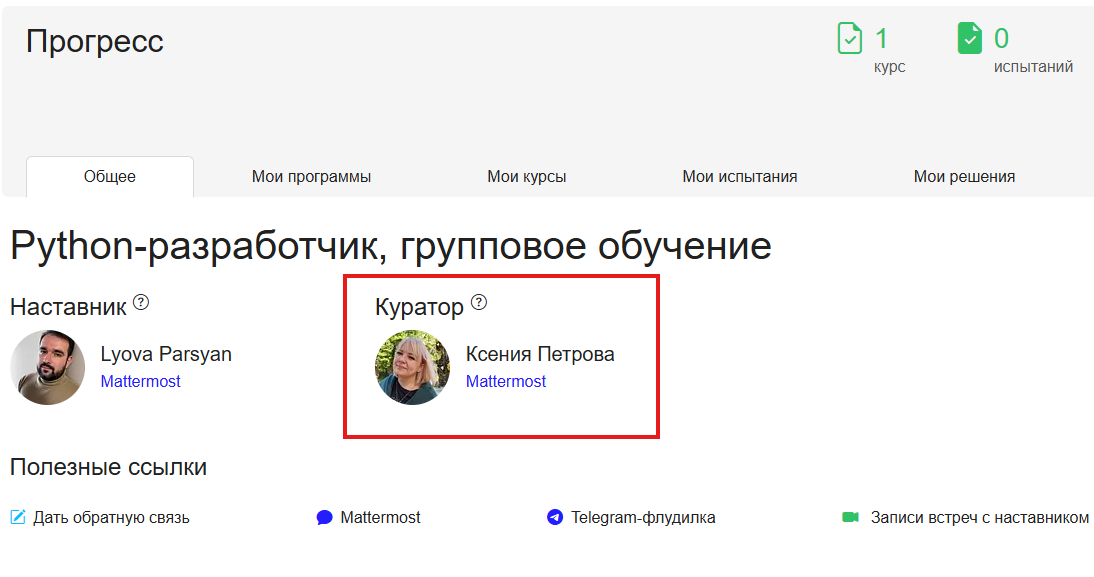 Прогресс
1
курс
0
испытаний
Общее
Мои программы
Мои курсы
Мои испытания
Мои решения
Python-разработчик, групповое обучение
Наставник ?
Lyova Parsyan
Mattermost
Куратор ?
Ксения Петрова
Mattermost
Полезные ссылки
Дать обратную связь
Mattermost
Telegram-флудилка
Записи встреч с наставником